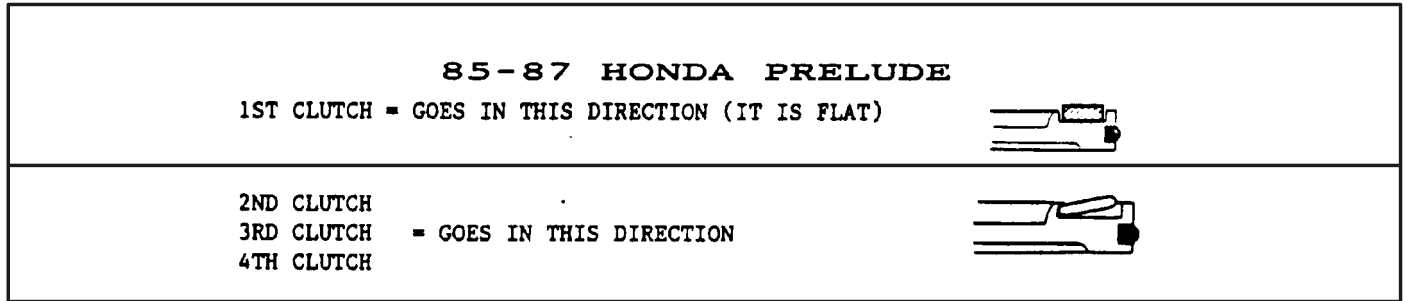 85-87 HONDA PRELUDE
1ST CLUTCH = GOES IN THIS DIRECTION (IT IS FLAT)
2ND CLUTCH
3RD CLUTCH = GOES IN THIS DIRECTION
4TH CLUTCH